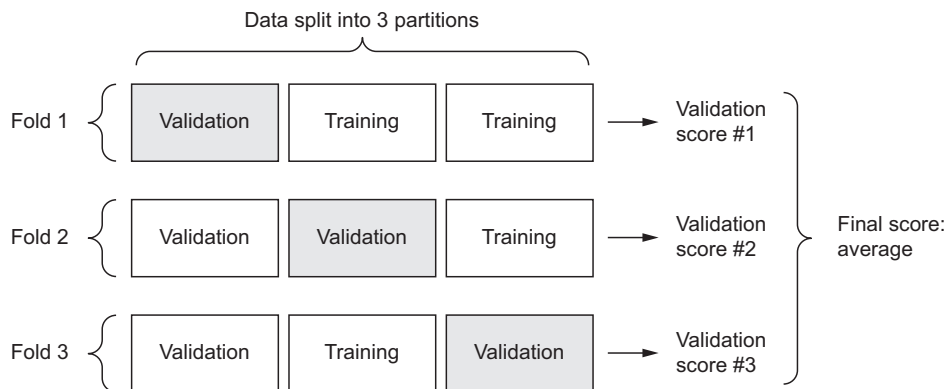 Data split into 3 partitions
Fold 1
Validation
Training
Training
Validation
score #1
Fold 2
Validation
Validation
Training
Validation
score #2
Final score:
average
Fold 3
Validation
Training
Validation
Validation
score #3